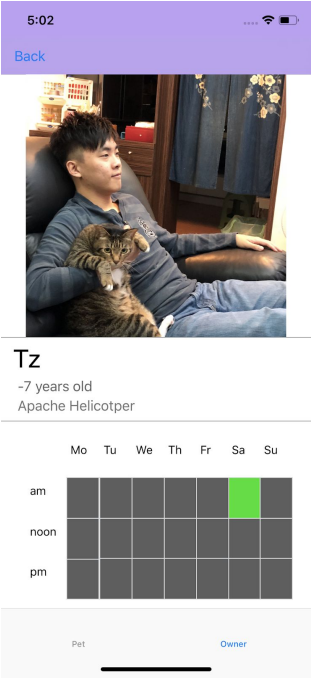 5:02
Back
Tz
-7 years old
Apache Helicotper
Mo Tu We Th Fr Sa Su
am
noon
pm
Pet Owner